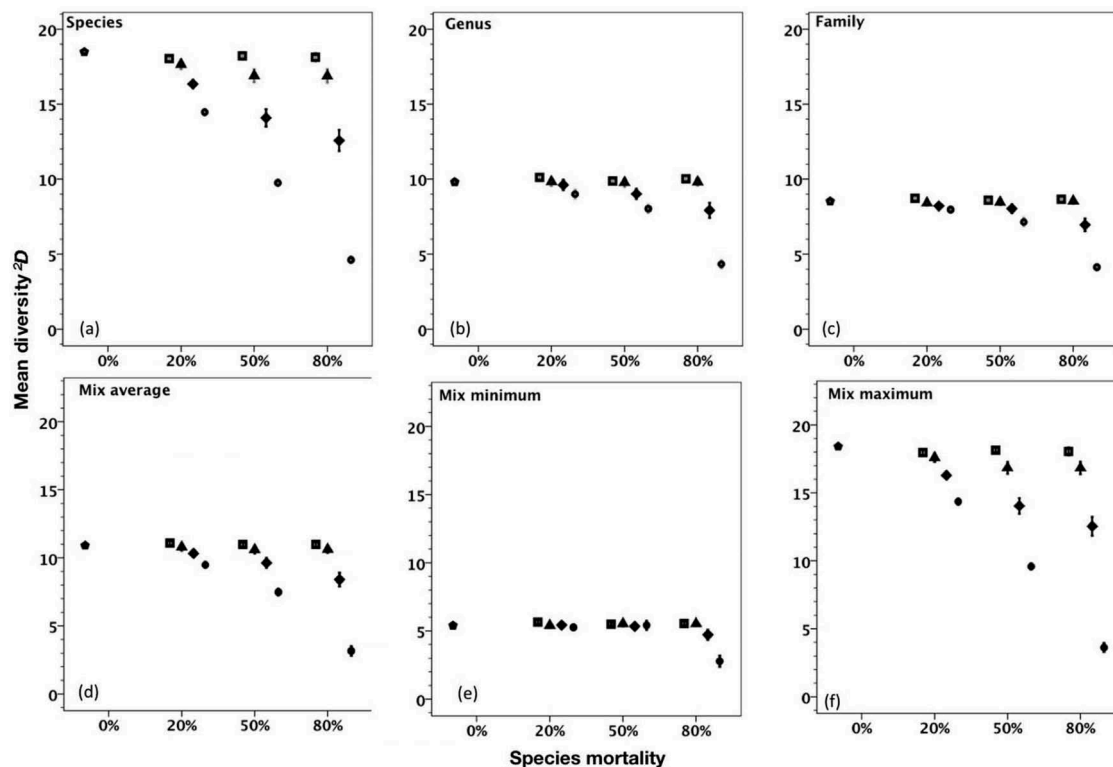 Species
20
15
10
5
0
(a)
0% 20% 50% 80%
Genus
20
15
10
5
0
(b)
0% 20% 50% 80%
Family
20
15
10
5
0
(c)
0% 20% 50% 80%
Mean diversity ²D
Mix average
20
15
10
5
0
(d)
0% 20% 50% 80%
Mix minimum
20
15
10
5
0
(e)
0% 20% 50% 80%
Mix maximum
20
15
10
5
0
(f)
0% 20% 50% 80%
Species mortality